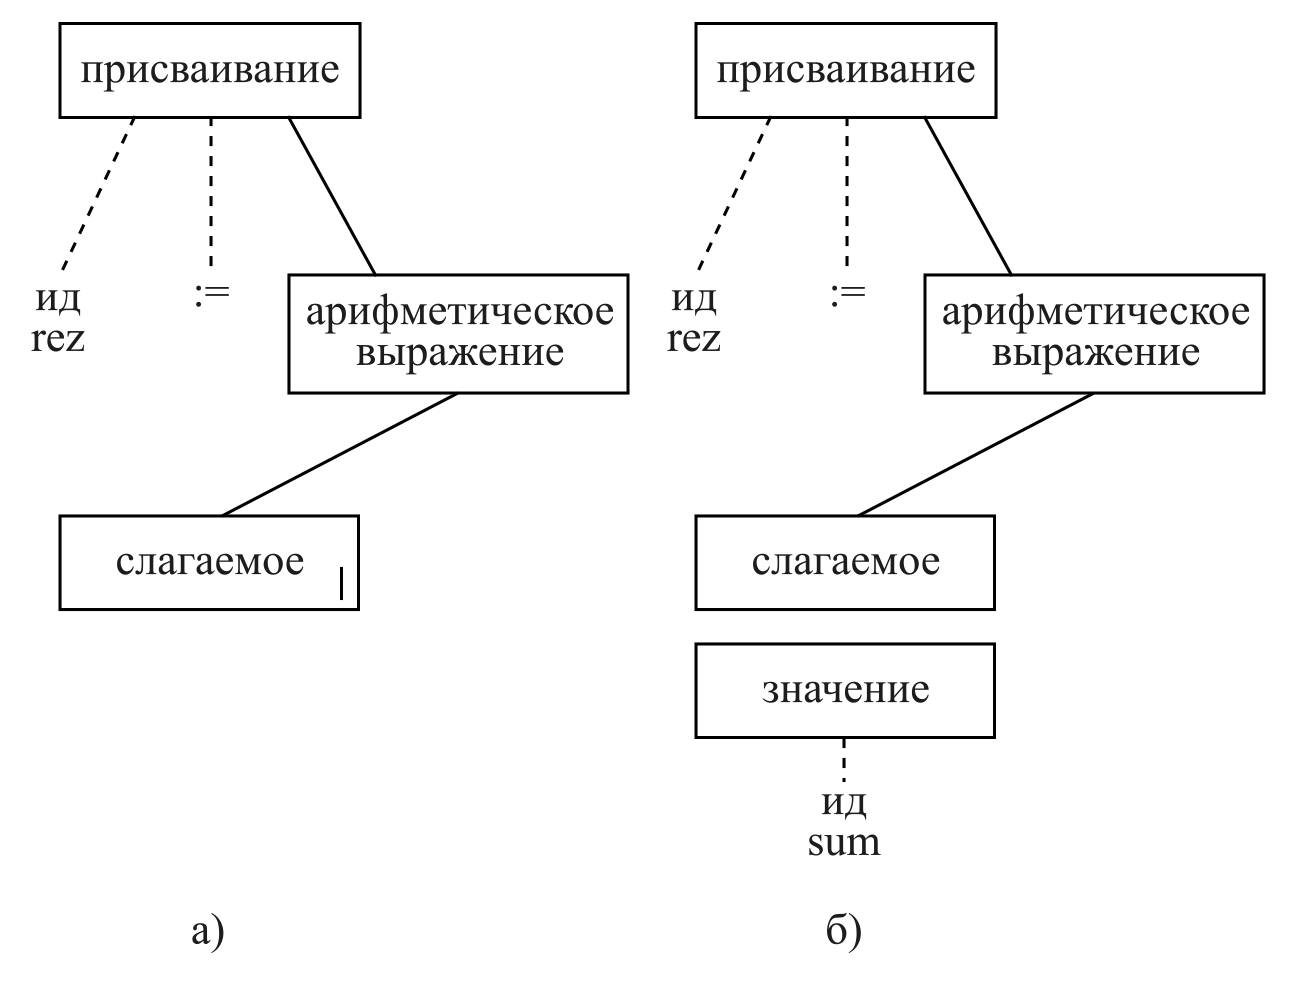 присваивание
ид
rez
:=
арифметическое
выражение
слагаемое
а)
присваивание
ид
rez
:=
арифметическое
выражение
слагаемое
значение
ид
sum
б)